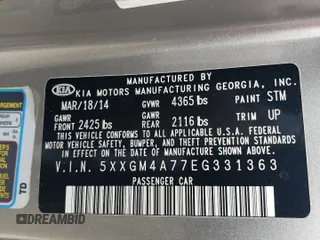 MANUFACTURED BY
KIA KIA MOTORS MANUFACTURING GEORGIA, INC.
MAR/18/14 GVWR 4365 lbs PAINT STM
GAWR FRONT 2425 lbs GAWR REAR 2116 lbs TRIM UP
THIS VEHICLE CONFORMS TO ALL APPLICABLE U.S.A. FEDERAL MOTOR VEHICLE SAFETY, BUMPER, AND THEFT PREVENTION STANDARDS IN EFFECT ON THE DATE OF MANUFACTURE SHOWN ABOVE.
V.I.N. 5XXGM4A77EG331363
PASSENGER CAR
TD
DREAMBID